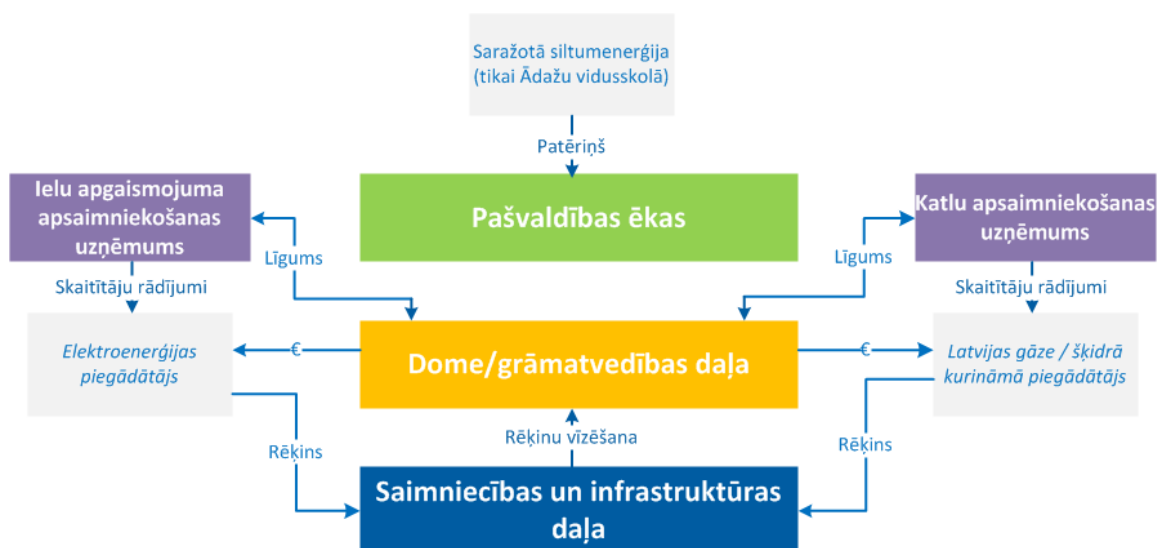 Saražotā siltumenerģija
(tikai Ādažu vidusskolā)
Patēriņš
Ielu apgaismojuma
apsaimniekošanas
uzņēmums
Pašvaldības ēkas
Katlu apsaimniekošanas
uzņēmums
Līgums
Līgums
Skaitītāju rādījumi
Skaitītāju rādījumi
Elektroenerģijas
piegādātājs
€
Dome/grāmatvedības daļa
€
Latvijas gāze / šķidrā
kurināmā piegādātājs
Rēķins
Rēķinu vīzēšana
Rēķins
Saimniecības un infrastruktūras
daļa